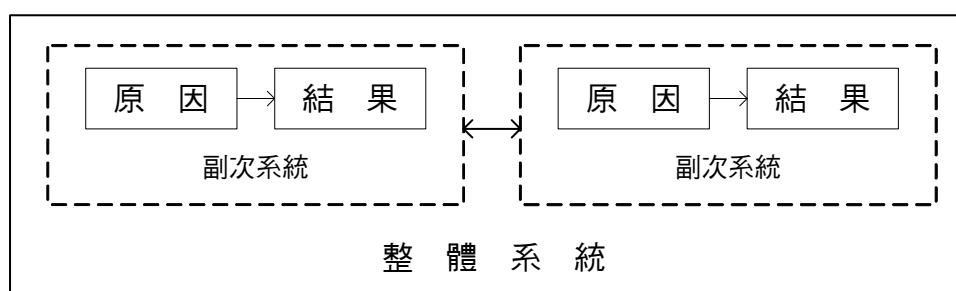 原　因 結　果 原　因 結　果
副次系統 副次系統
整　體　系　統